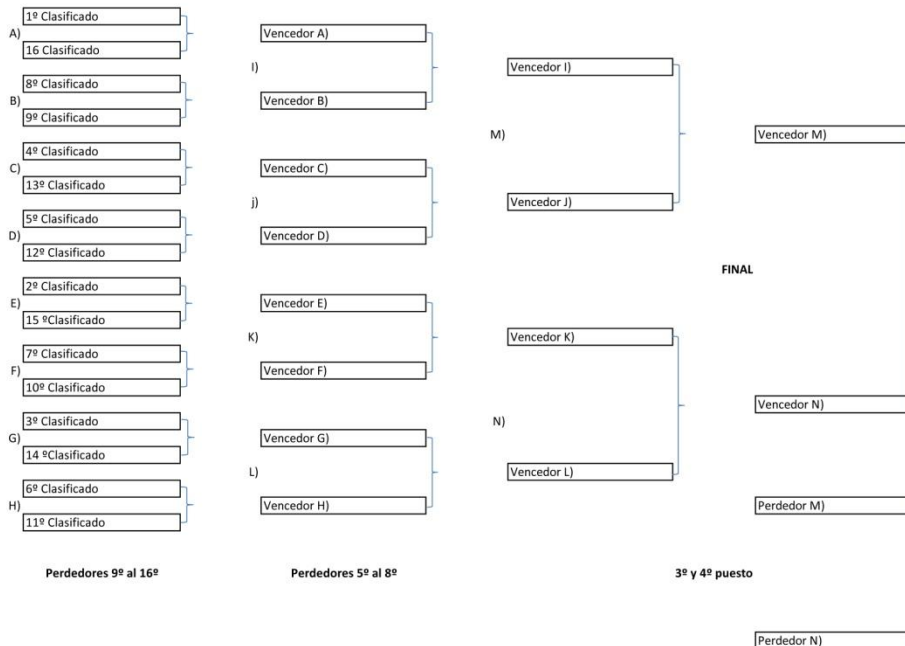 1º Clasificado
A)
16 Clasificado
8º Clasificado
B)
9º Clasificado
4º Clasificado
C)
13º Clasificado
5º Clasificado
D)
12º Clasificado
2º Clasificado
E)
15 ºClasificado
7º Clasificado
F)
10º Clasificado
3º Clasificado
G)
14 ºClasificado
6º Clasificado
H)
11º Clasificado
Perdedores 9º al 16º
Vencedor A)
I)
Vencedor B)
Vencedor C)
j)
Vencedor D)
Vencedor E)
K)
Vencedor F)
Vencedor G)
L)
Vencedor H)
Perdedores 5º al 8º
Vencedor I)
M)
Vencedor J)
Vencedor K)
N)
Vencedor L)
Vencedor M)
FINAL
Vencedor N)
Perdedor M)
3º y 4º puesto
Perdedor N)